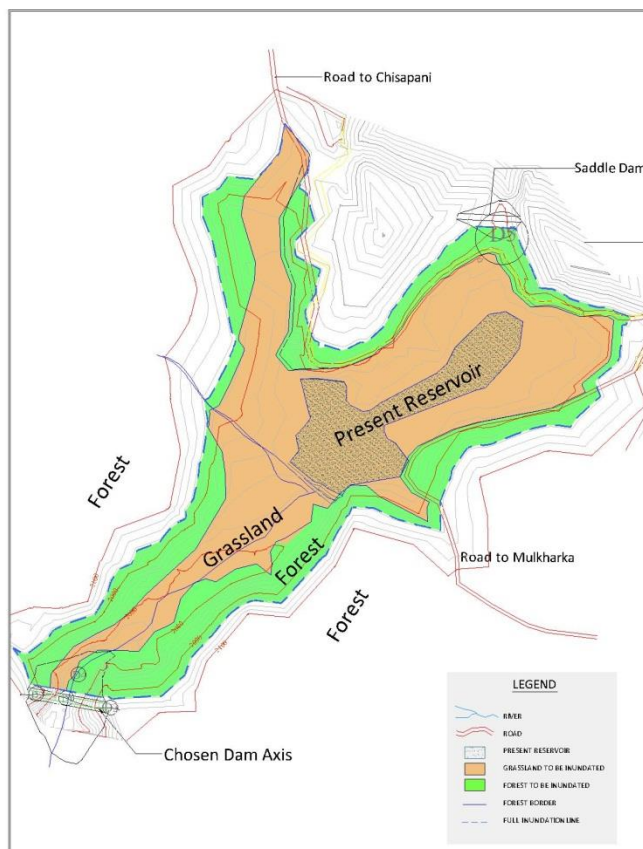 Road to Chisapani
Saddle Dam
Present Reservoir
Forest
Grassland
Forest
Forest
Road to Mulkharka
Chosen Dam Axis
LEGEND
RIVER
ROAD
PRESENT RESERVOIR
GRASSLAND TO BE INUNDATED
FOREST TO BE INUNDATED
FOREST BORDER
FULL INUNDATION LINE